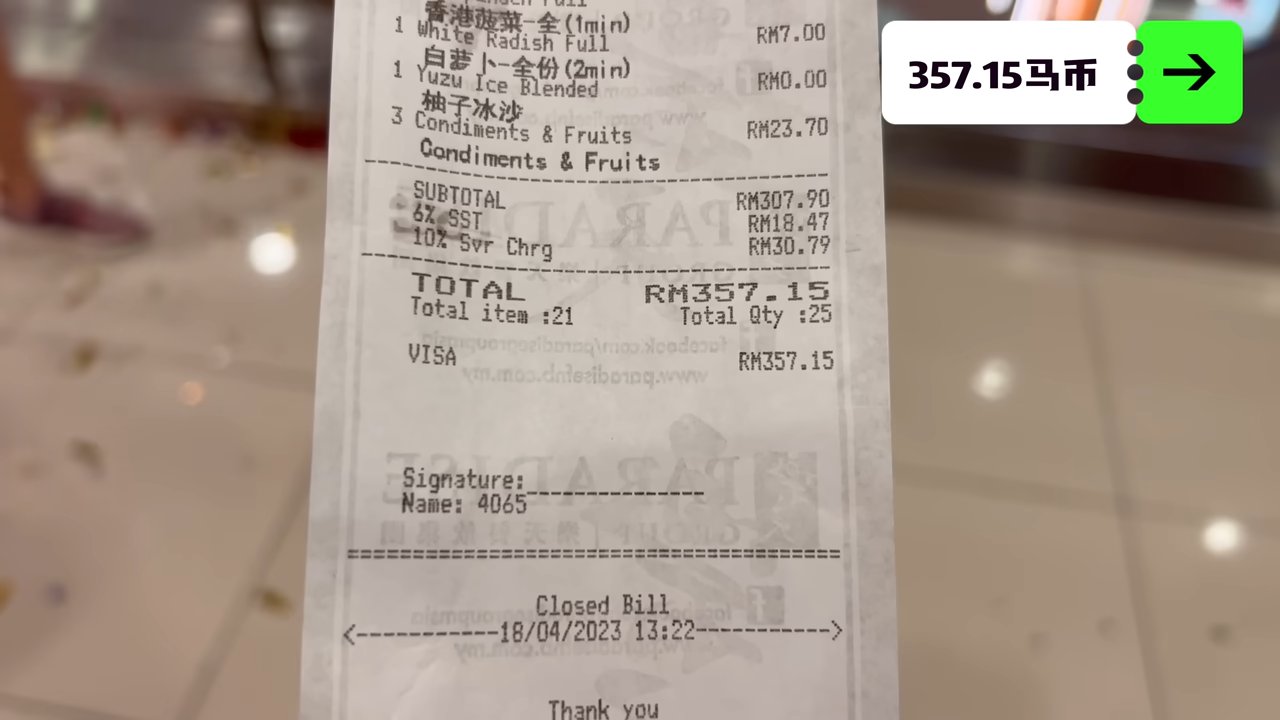 香港菠菜-全(1min)
1 White Radish Full RM7.00
白萝卜-全份(2min)
1 Yuzu Ice Blended RM0.00
柚子冰沙
3 Condiments & Fruits RM23.70
Condiments & Fruits
SUBTOTAL RM307.90
6% SST RM18.47
10% Svr Chrg RM30.79
TOTAL RM357.15
Total item :21 Total Qty :25
VISA RM357.15
Signature:
Name: 4065
Closed Bill
<-----------18/04/2023 13:22----------->
Thank you
357.15马币 →